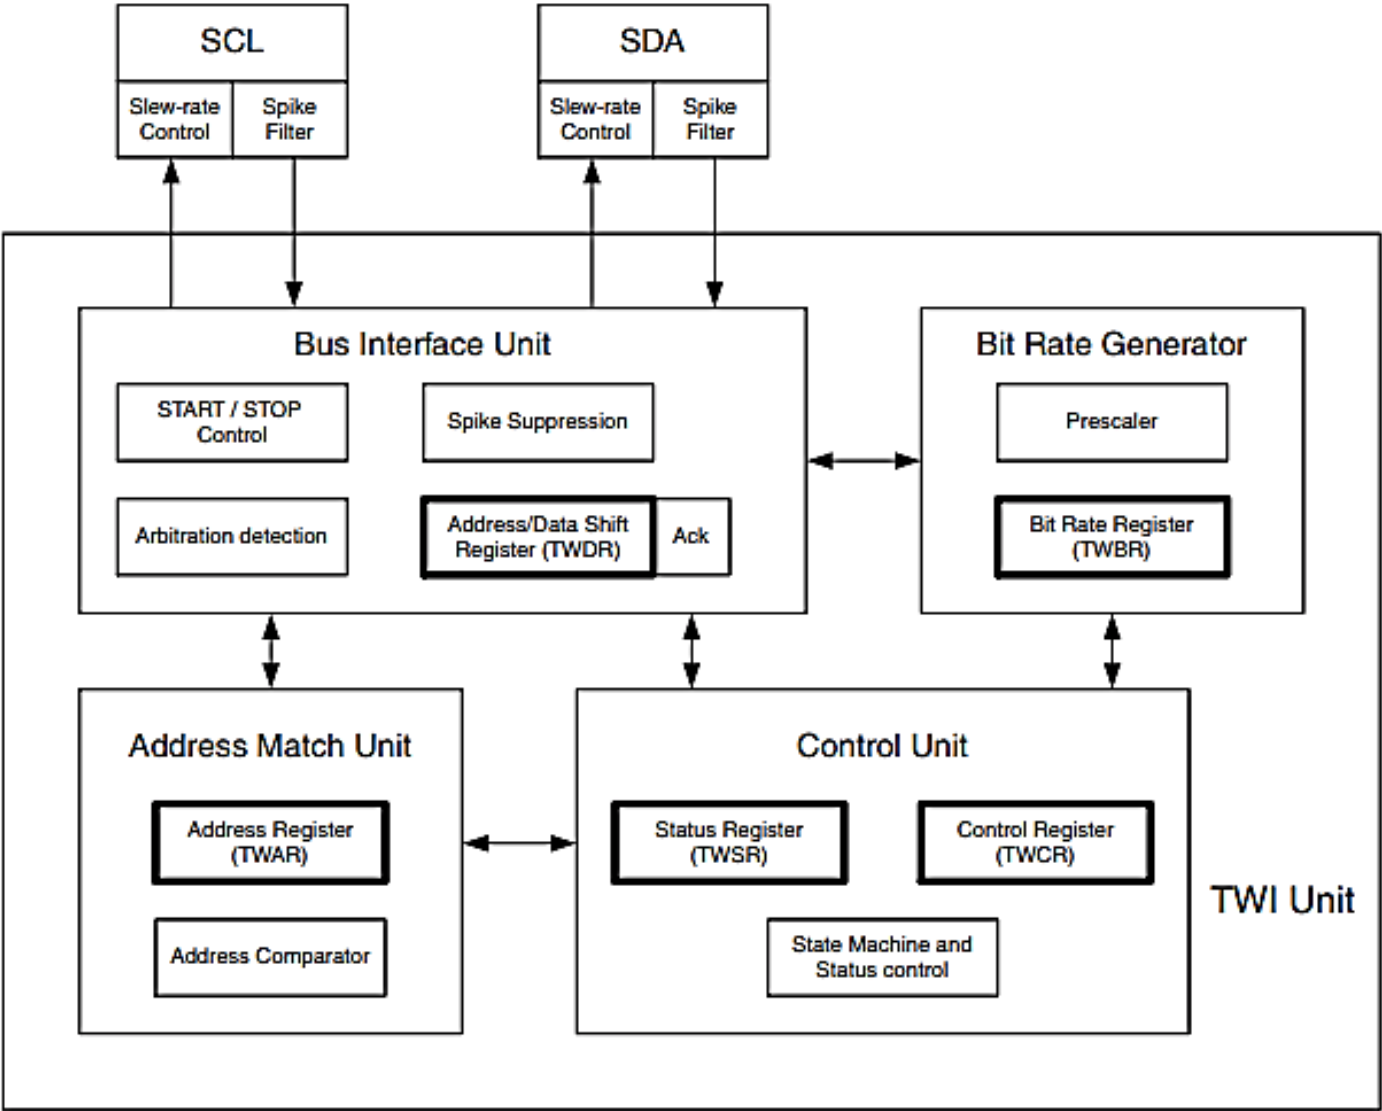 SCL
Slew-rate
Control
Spike
Filter
SDA
Slew-rate
Control
Spike
Filter
Bus Interface Unit
START / STOP
Control
Spike Suppression
Arbitration detection
Address/Data Shift
Register (TWDR)
Ack
Bit Rate Generator
Prescaler
Bit Rate Register
(TWBR)
Address Match Unit
Address Register
(TWAR)
Address Comparator
Control Unit
Status Register
(TWSR)
Control Register
(TWCR)
State Machine and
Status control
TWI Unit